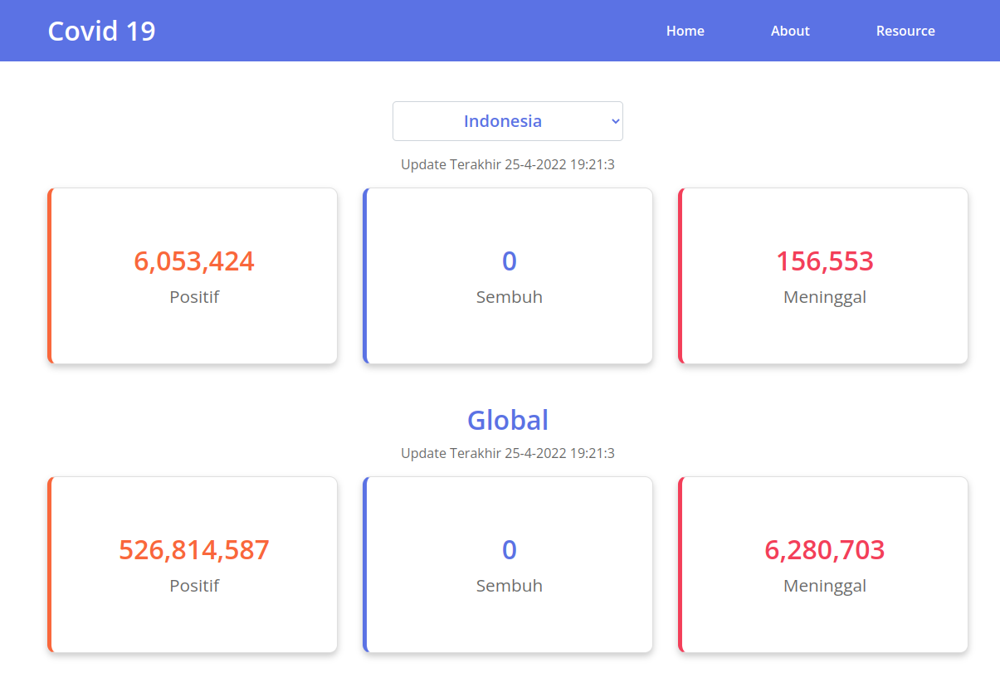 Covid 19
Home
About
Resource
Indonesia
Update Terakhir 25-4-2022 19:21:3
6,053,424
Positif
0
Sembuh
156,553
Meninggal
Global
Update Terakhir 25-4-2022 19:21:3
526,814,587
Positif
0
Sembuh
6,280,703
Meninggal